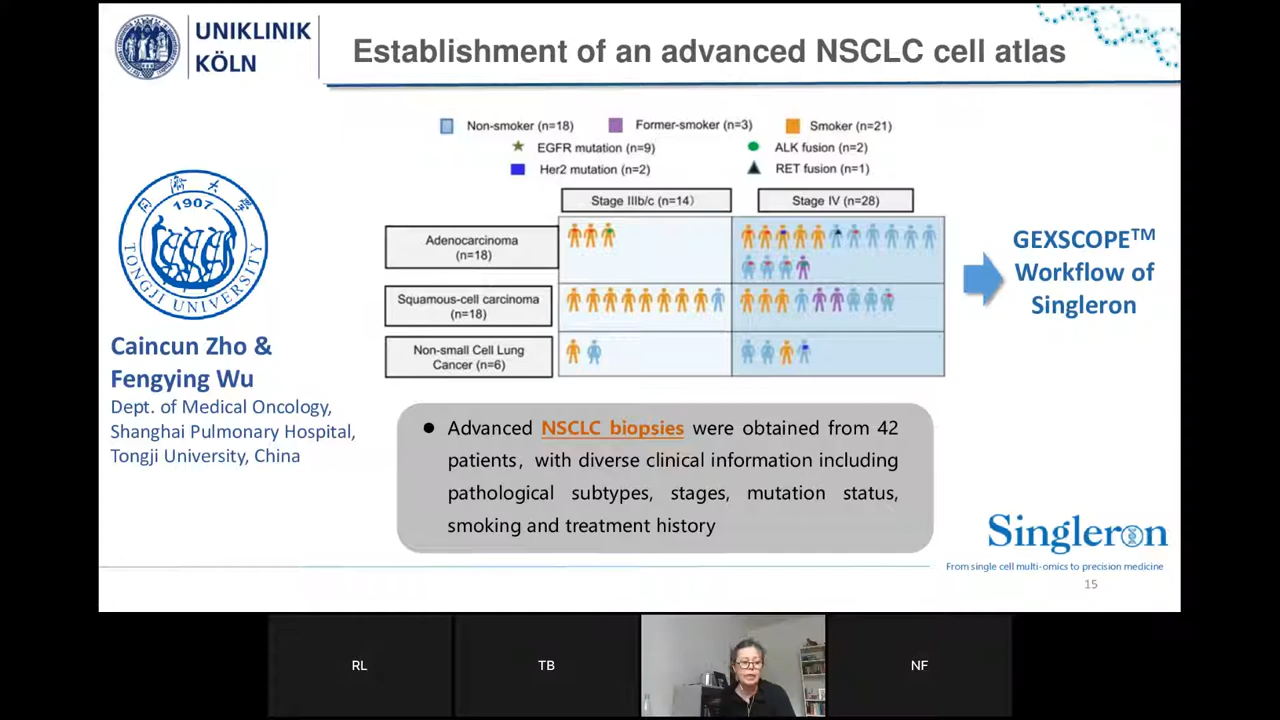 UNIKLINIK
KÖLN
Establishment of an advanced NSCLC cell atlas
Non-smoker (n=18)
Former-smoker (n=3)
Smoker (n=21)
EGFR mutation (n=9)
ALK fusion (n=2)
Her2 mutation (n=2)
RET fusion (n=1)
Stage IIIb/c (n=14)
Stage IV (n=28)
Adenocarcinoma
(n=18)
Squamous-cell carcinoma
(n=18)
Non-small Cell Lung
Cancer (n=6)
GEXSCOPE™
Workflow of
Singleron
同濟大学
1907
TONGJI UNIVERSITY
Caincun Zho &
Fengying Wu
Dept. of Medical Oncology,
Shanghai Pulmonary Hospital,
Tongji University, China
● Advanced NSCLC biopsies were obtained from 42
patients, with diverse clinical information including
pathological subtypes, stages, mutation status,
smoking and treatment history
Singleron
From single cell multi-omics to precision medicine
15
RL
TB
NF